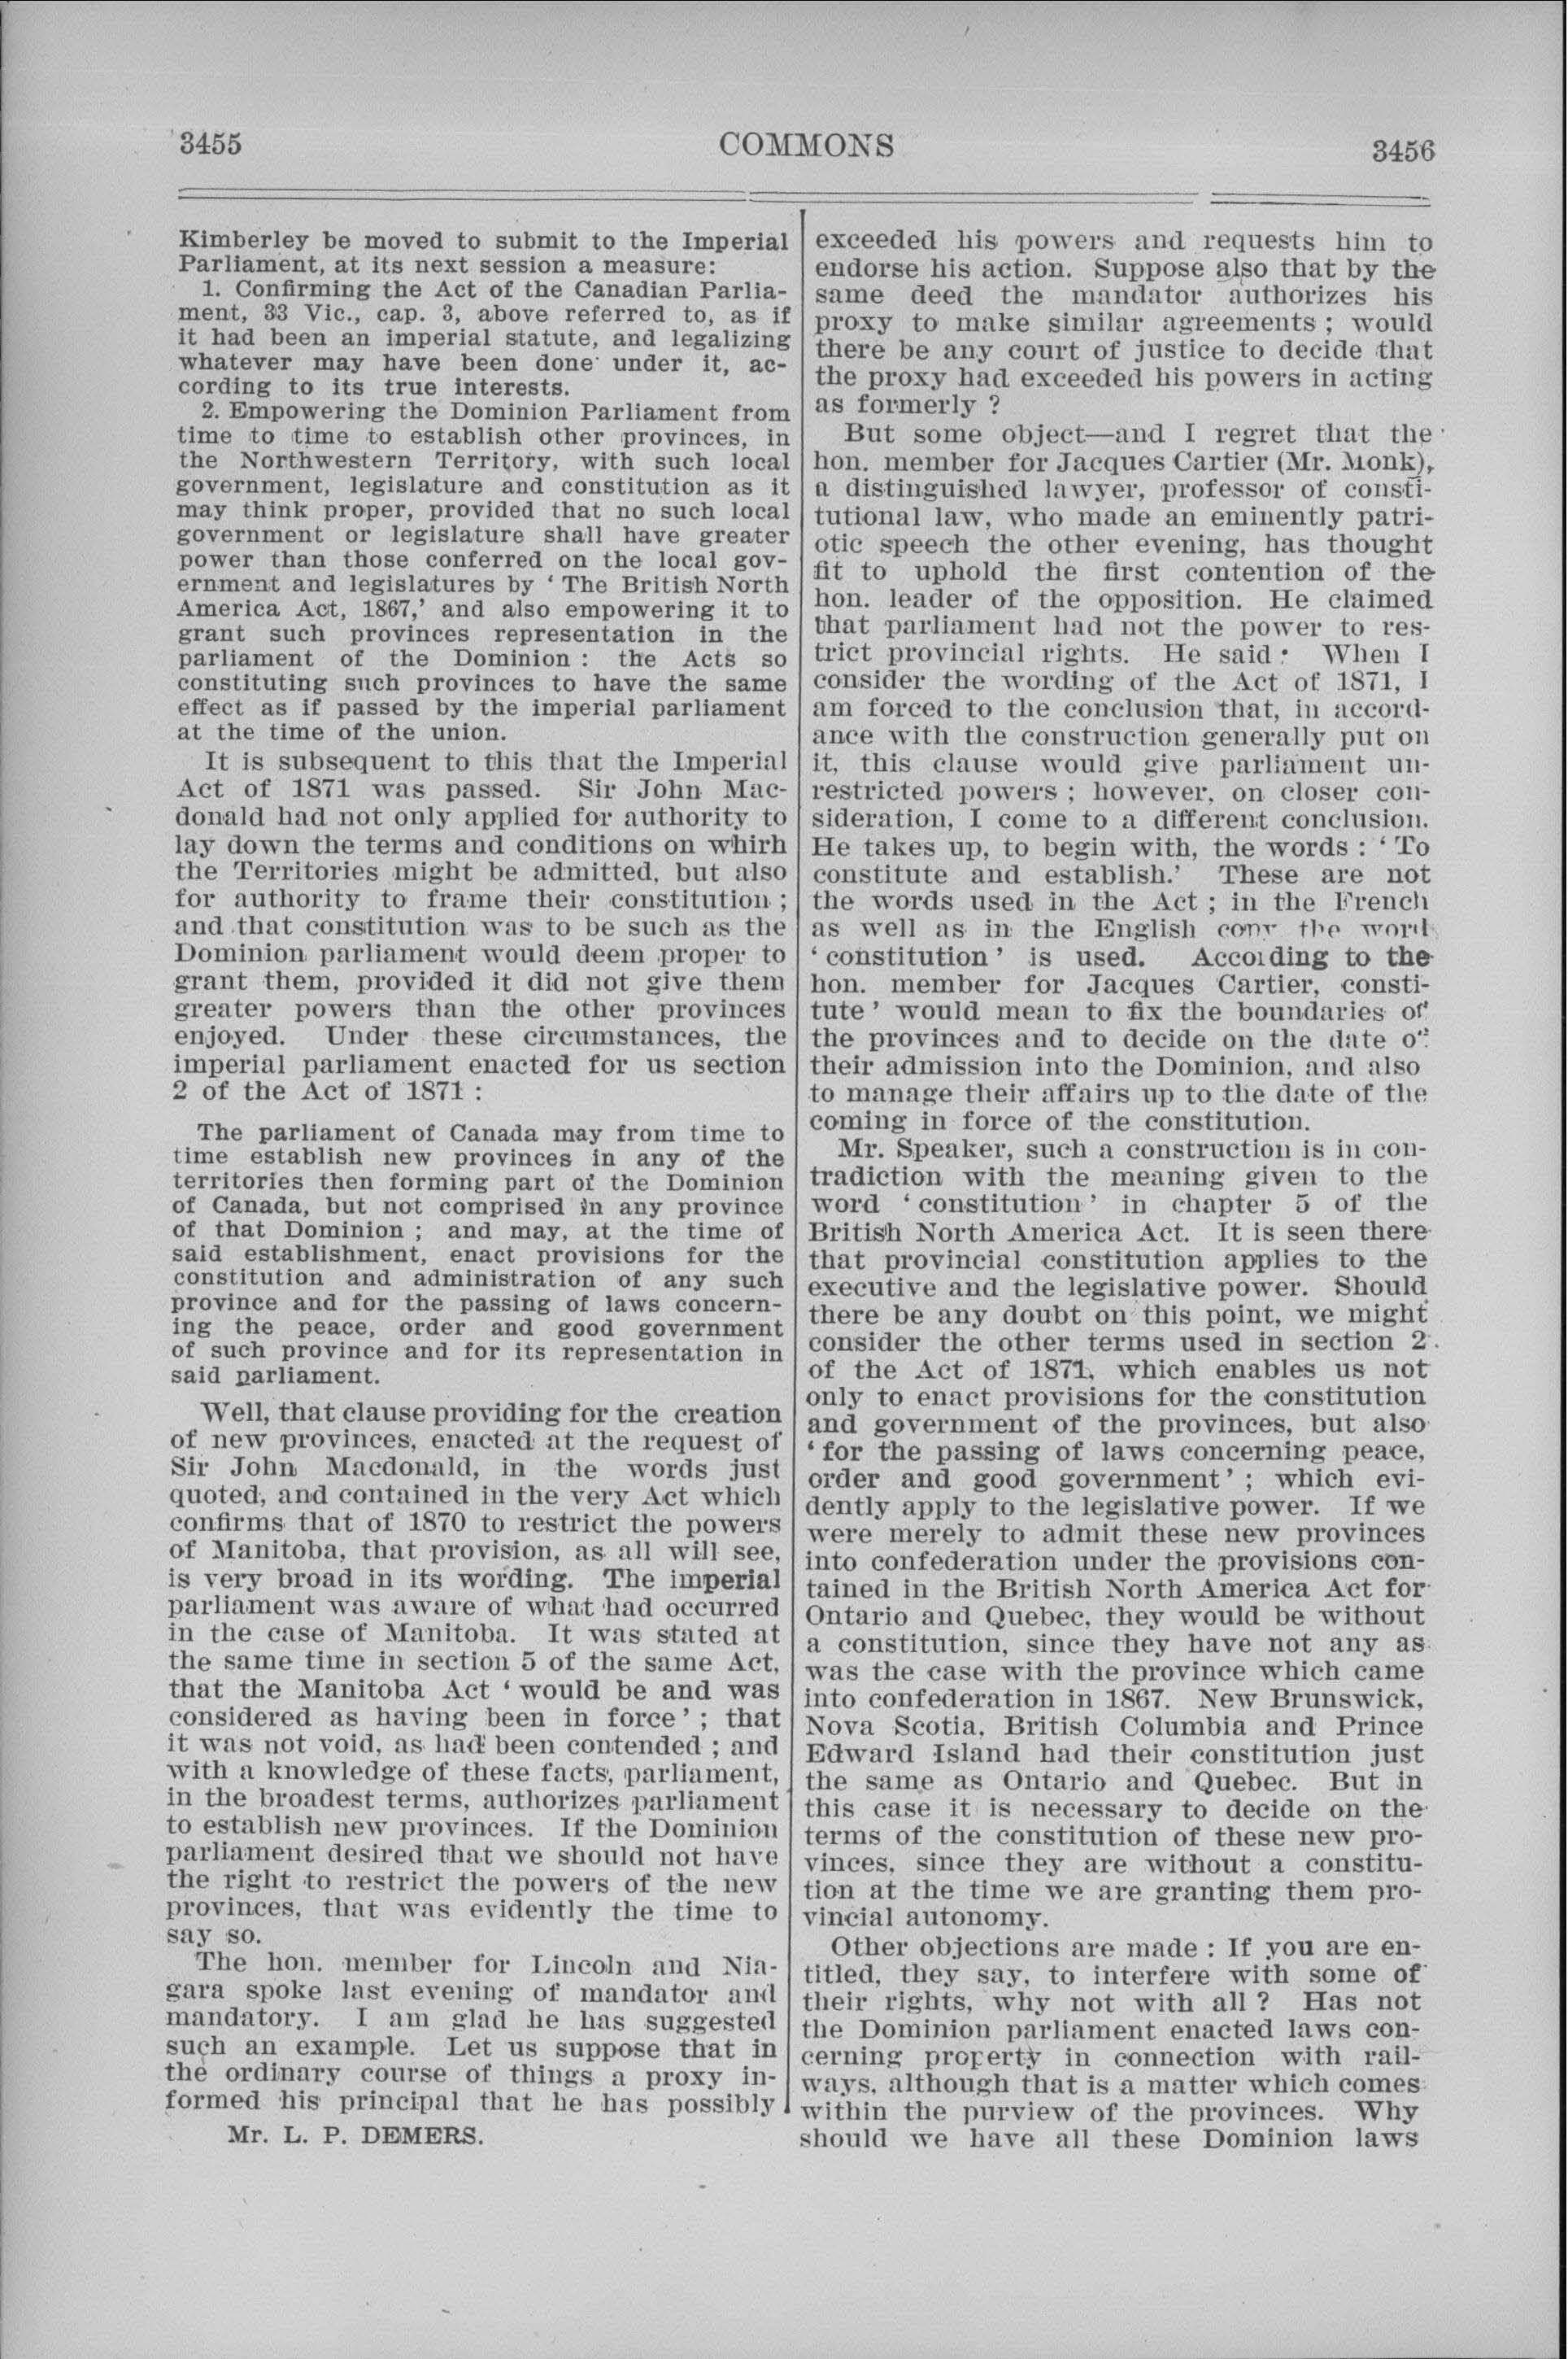 3455
COMMONS
3456
Kimberley be moved to submit to the Imperial
Parliament, at its next session a measure:
1. Confirming the Act of the Canadian Parlia-
ment, 33 Vic., cap. 3, above referred to, as if
it had been an imperial statute, and legalizing
whatever may have been done under it, ac-
cording to its true interests.
2. Empowering the Dominion Parliament from
time to time to establish other provinces, in
the Northwestern Territory, with such local
government, legislature and constitution as it
may think proper, provided that no such local
government or legislature shall have greater
power than those conferred on the local gov-
ernment and legislatures by ' The British North
America Act, 1867,' and also empowering it to
grant such provinces representation in the
parliament of the Dominion : the Acts so
constituting such provinces to have the same
effect as if passed by the imperial parliament
at the time of the union.
It is subsequent to this that the Imperial
Act of 1871 was passed. Sir John Mac-
donald had not only applied for authority to
lay down the terms and conditions on whirh
the Territories might be admitted, but also
for authority to frame their constitution ;
and that constitution was to be such as the
Dominion parliament would deem proper to
grant them, provided it did not give them
greater powers than the other provinces
enjoyed. Under these circumstances, the
imperial parliament enacted for us section
2 of the Act of 1871 :
The parliament of Canada may from time to
time establish new provinces in any of the
territories then forming part of the Dominion
of Canada, but not comprised in any province
of that Dominion ; and may, at the time of
said establishment, enact provisions for the
constitution and administration of any such
province and for the passing of laws concern-
ing the peace, order and good government
of such province and for its representation in
said parliament.
Well, that clause providing for the creation
of new provinces, enacted at the request of
Sir John Macdonald, in the words just
quoted, and contained in the very Act which
confirms that of 1870 to restrict the powers
of Manitoba, that provision, as all will see,
is very broad in its wording. The imperial
parliament was aware of what had occurred
in the case of Manitoba. It was stated at
the same time in section 5 of the same Act,
that the Manitoba Act ' would be and was
considered as having been in force ' ; that
it was not void, as had been contended ; and
with a knowledge of these facts, parliament,
in the broadest terms, authorizes parliament
to establish new provinces. If the Dominion
parliament desired that we should not have
the right to restrict the powers of the new
provinces, that was evidently the time to
say so.
The hon. member for Lincoln and Nia-
gara spoke last evening of mandator and
mandatory. I am glad he has suggested
such an example. Let us suppose that in
the ordinary course of things a proxy in-
formed his principal that he has possibly
Mr. L. P. DEMERS.
exceeded his powers and requests him to
endorse his action. Suppose also that by the
same deed the mandator authorizes his
proxy to make similar agreements ; would
there be any court of justice to decide that
the proxy had exceeded his powers in acting
as formerly ?
But some object—and I regret that the
hon. member for Jacques Cartier (Mr. Monk),
a distinguished lawyer, professor of consti-
tutional law, who made an eminently patri-
otic speech the other evening, has thought
fit to uphold the first contention of the
hon. leader of the opposition. He claimed
that parliament had not the power to res-
trict provincial rights. He said : When I
consider the wording of the Act of 1871, I
am forced to the conclusion that, in accord-
ance with the construction generally put on
it, this clause would give parliament un-
restricted powers ; however, on closer con-
sideration, I come to a different conclusion.
He takes up, to begin with, the words : ' To
constitute and establish.' These are not
the words used in the Act ; in the French
as well as in the English copy the word
' constitution ' is used. According to the
hon. member for Jacques Cartier, consti-
tute ' would mean to fix the boundaries of
the provinces and to decide on the date of
their admission into the Dominion, and also
to manage their affairs up to the date of the
coming in force of the constitution.
Mr. Speaker, such a construction is in con-
tradiction with the meaning given to the
word ' constitution ' in chapter 5 of the
British North America Act. It is seen there
that provincial constitution applies to the
executive and the legislative power. Should
there be any doubt on this point, we might
consider the other terms used in section 2
of the Act of 1871, which enables us not
only to enact provisions for the constitution
and government of the provinces, but also
' for the passing of laws concerning peace,
order and good government ' ; which evi-
dently apply to the legislative power. If we
were merely to admit these new provinces
into confederation under the provisions con-
tained in the British North America Act for
Ontario and Quebec, they would be without
a constitution, since they have not any as
was the case with the province which came
into confederation in 1867. New Brunswick,
Nova Scotia, British Columbia and Prince
Edward Island had their constitution just
the same as Ontario and Quebec. But in
this case it is necessary to decide on the
terms of the constitution of these new pro-
vinces, since they are without a constitu-
tion at the time we are granting them pro-
vincial autonomy.
Other objections are made : If you are en-
titled, they say, to interfere with some of
their rights, why not with all ? Has not
the Dominion parliament enacted laws con-
cerning property in connection with rail-
ways, although that is a matter which comes
within the purview of the provinces. Why
should we have all these Dominion laws